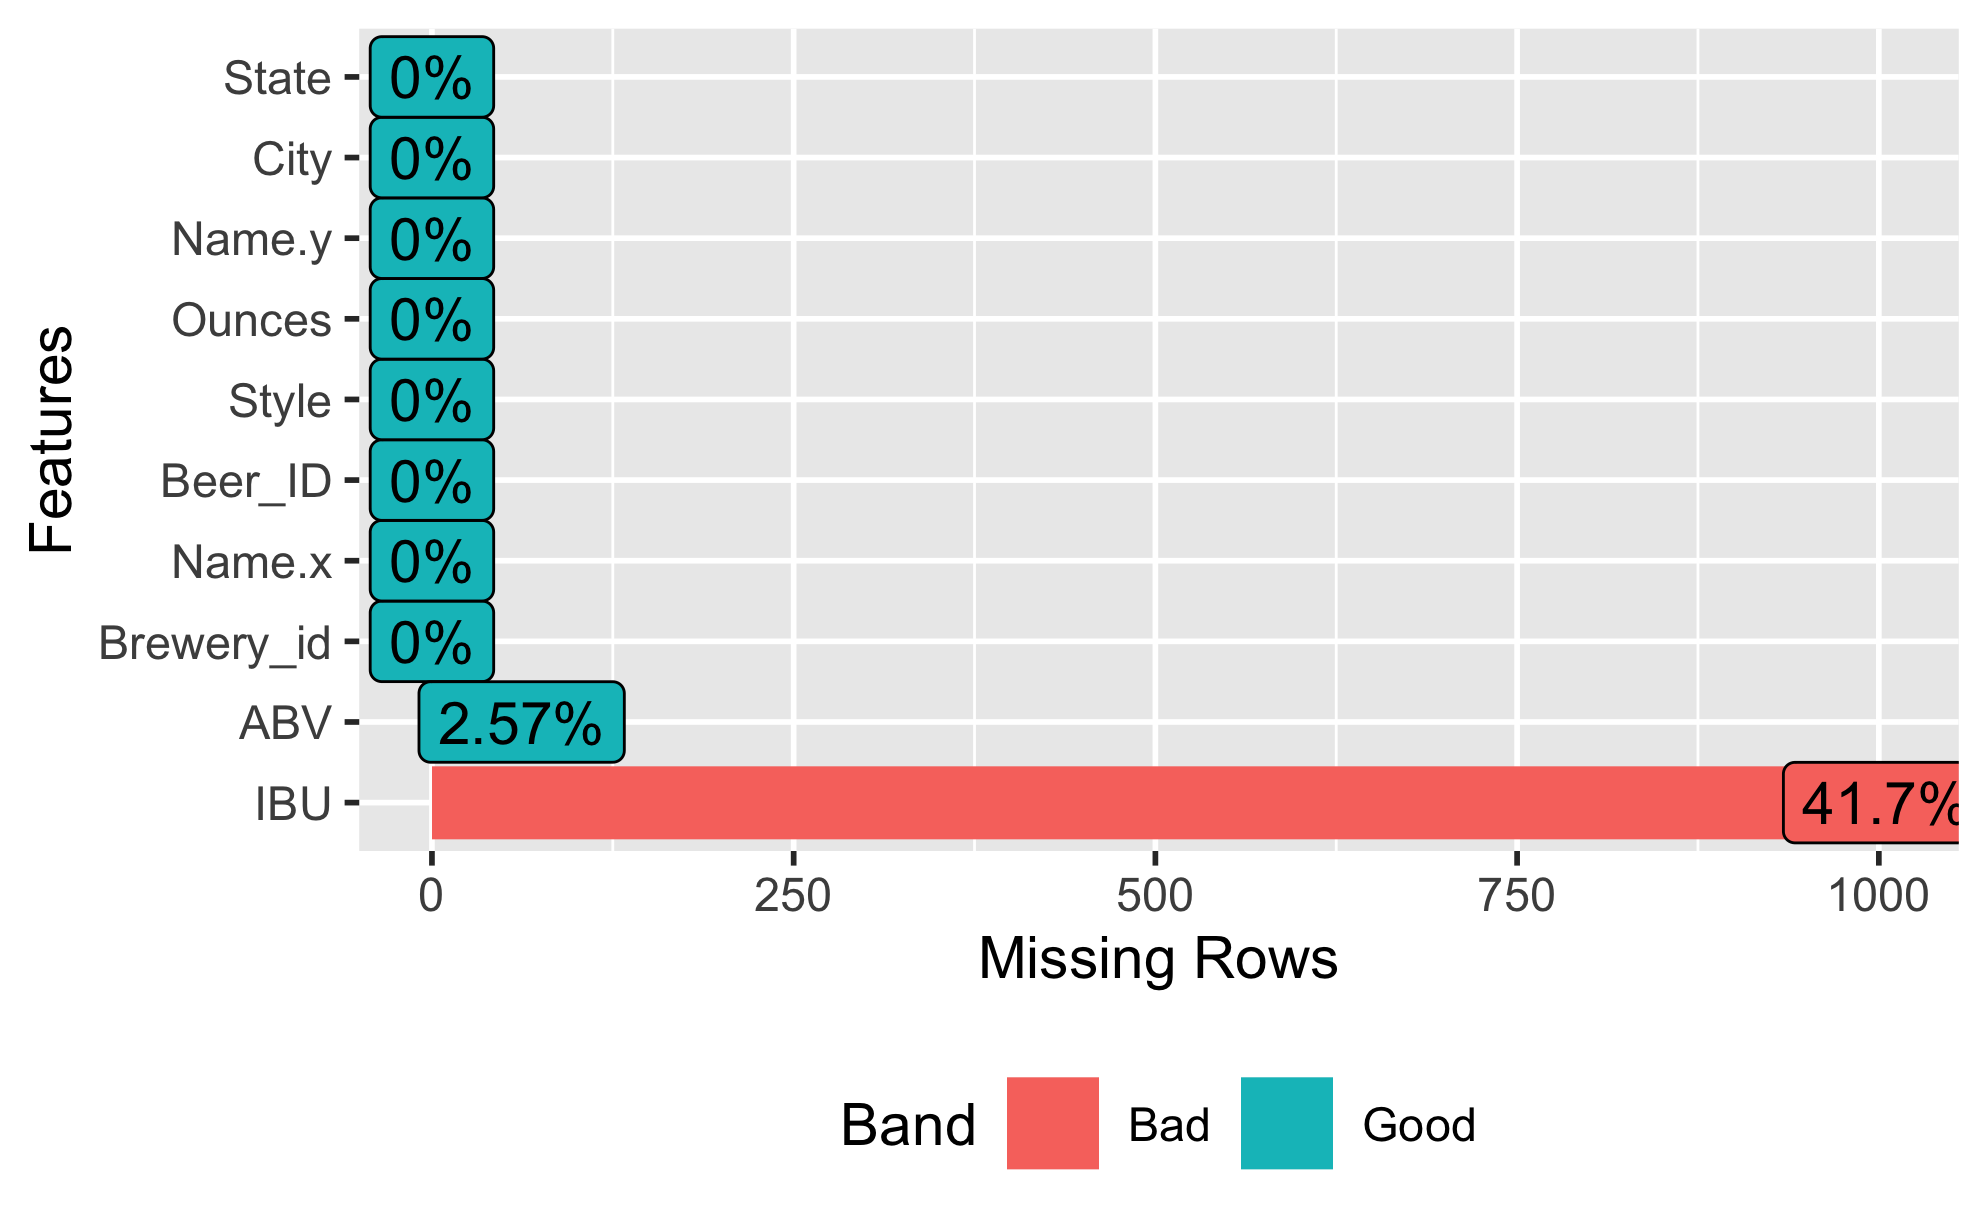 State 0%
City 0%
Name.y 0%
Ounces 0%
Style 0%
Beer_ID 0%
Name.x 0%
Brewery_id 0%
ABV 2.57%
IBU 41.7%
0 250 500 750 1000
Missing Rows
Features
Band Bad Good